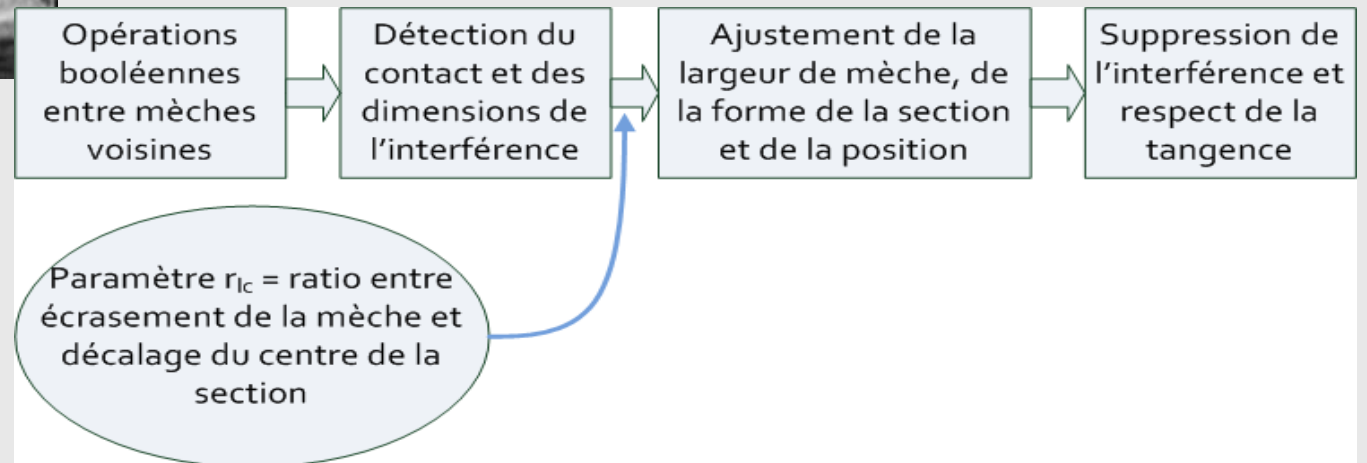 Opérations
booléennes
entre mèches
voisines
Détection du
contact et des
dimensions de
l'interférence
Ajustement de la
largeur de mèche, de
la forme de la section
et de la position
Suppression de
l'interférence et
respect de la
tangence
Paramètre rlc = ratio entre
écrasement de la mèche et
décalage du centre de la
section